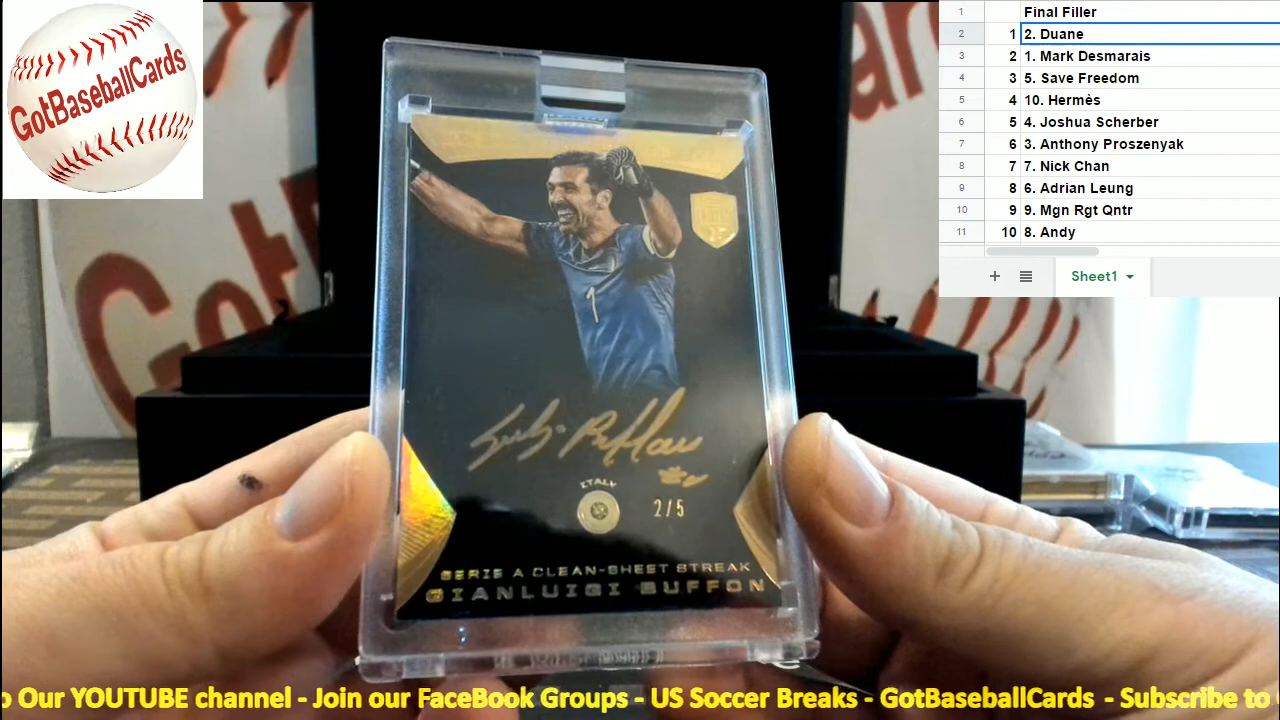 GotBaseballCards
1 Final Filler
2 1 2. Duane
3 2 1. Mark Desmarais
4 3 5. Save Freedom
5 4 10. Hermès
6 5 4. Joshua Scherber
7 6 3. Anthony Proszenyak
8 7 7. Nick Chan
9 8 6. Adrian Leung
10 9 9. Mgn Rgt Qntr
11 10 8. Andy
+ Sheet1
Got
1
ITALY
2/5
SERIE A CLEAN-SHEET STREAK
GIANLUIGI BUFFON
o Our YOUTUBE channel - Join our FaceBook Groups - US Soccer Breaks - GotBaseballCards - Subscribe to